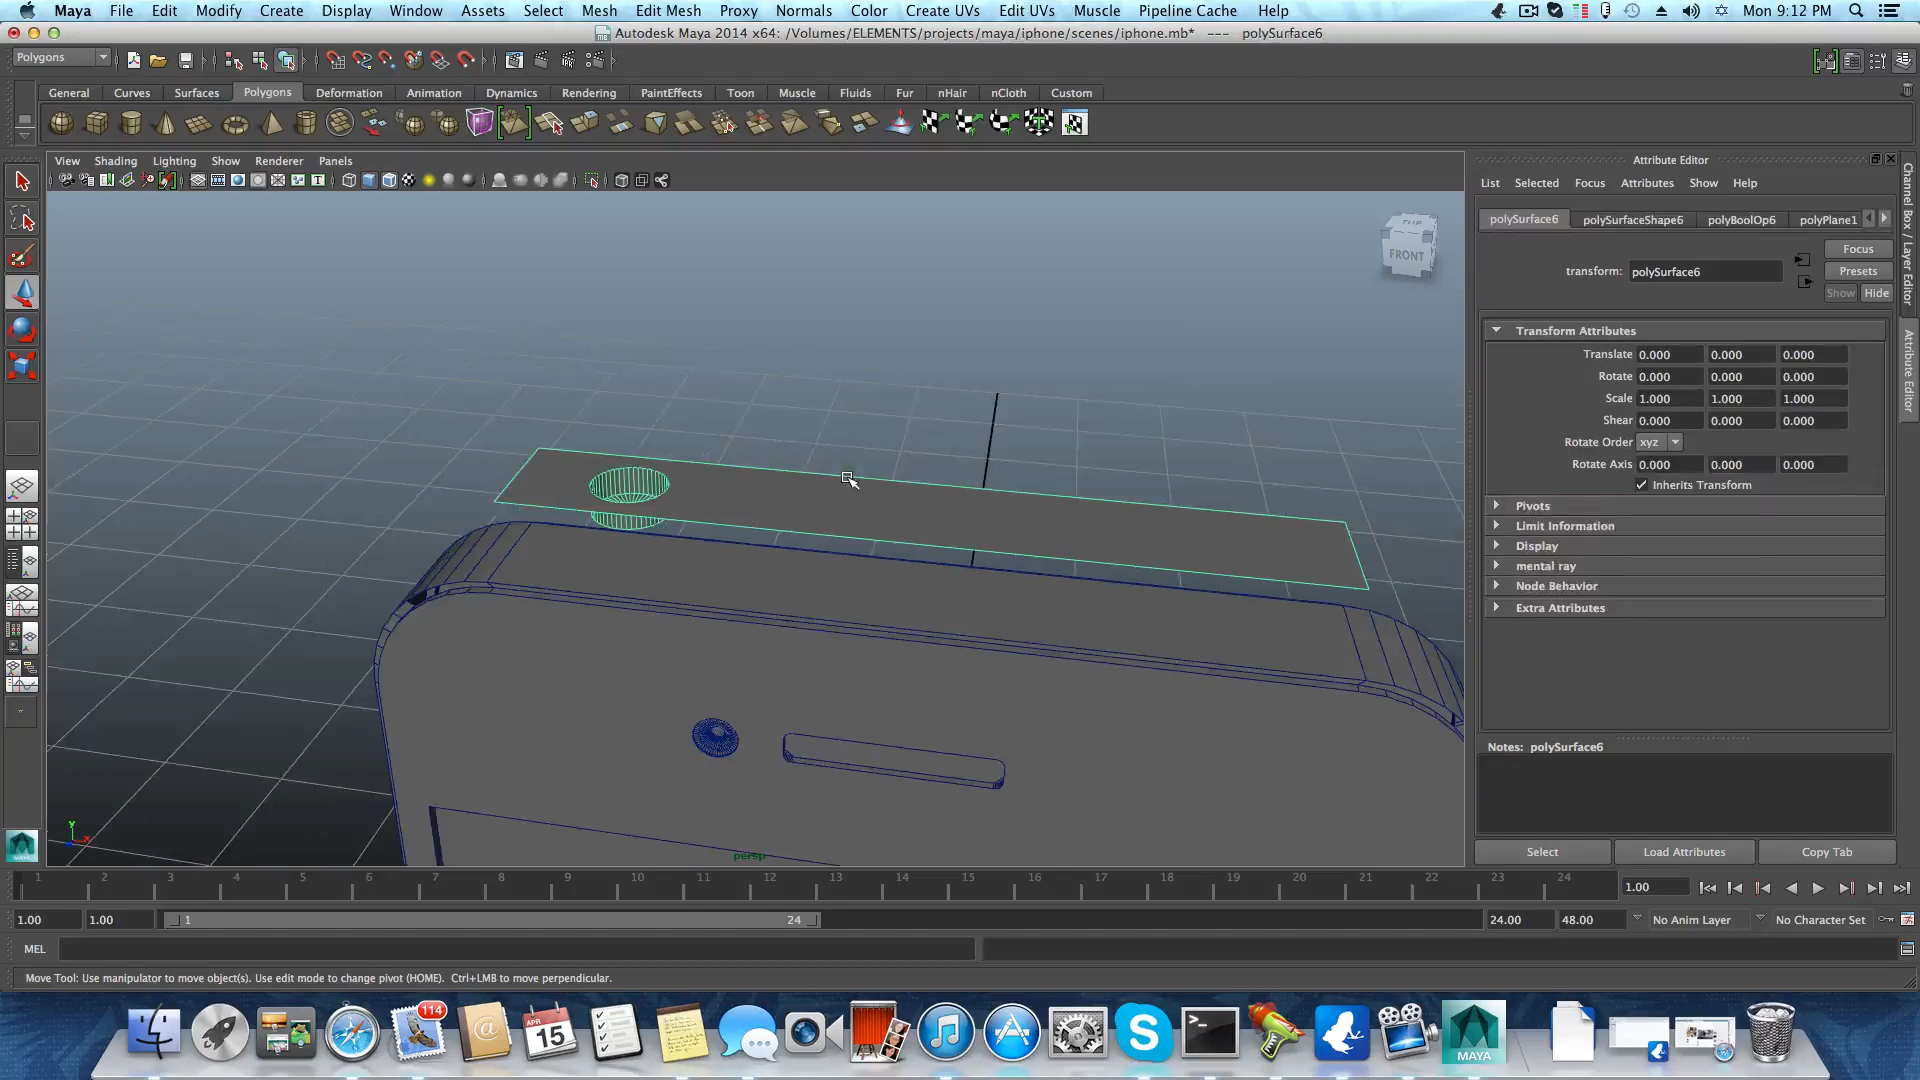 Maya File Edit Modify Create Display Window Assets Select Mesh Edit Mesh Proxy Normals Color Create UVs Edit UVs Muscle Pipeline Cache Help Mon 9:12 PM
Autodesk Maya 2014 x64: /Volumes/ELEMENTS/projects/maya/iphone/scenes/iphone.mb* --- polySurface6
Polygons
General Curves Surfaces Polygons Deformation Animation Dynamics Rendering PaintEffects Toon Muscle Fluids Fur nHair nCloth Custom
View Shading Lighting Show Renderer Panels
Attribute Editor
List Selected Focus Attributes Show Help
polySurface6 polySurfaceShape6 polyBoolOp6 polyPlane1
Focus
transform: polySurface6 Presets
Show Hide
Transform Attributes
Translate 0.000 0.000 0.000
Rotate 0.000 0.000 0.000
Scale 1.000 1.000 1.000
Shear 0.000 0.000 0.000
Rotate Order xyz
Rotate Axis 0.000 0.000 0.000
Inherits Transform
Pivots
Limit Information
Display
mental ray
Node Behavior
Extra Attributes
Notes: polySurface6
Select Load Attributes Copy Tab
Channel Box / Layer Editor
Attribute Editor
TOP
FRONT
y
persp
1 2 3 4 5 6 7 8 9 10 11 12 13 14 15 16 17 18 19 20 21 22 23 24 1.00
1.00 1.00 1 24 24.00 48.00 No Anim Layer No Character Set
MEL
Move Tool: Use manipulator to move object(s). Use edit mode to change pivot (HOME). Ctrl+LMB to move perpendicular.
114
APR
15
MAYA